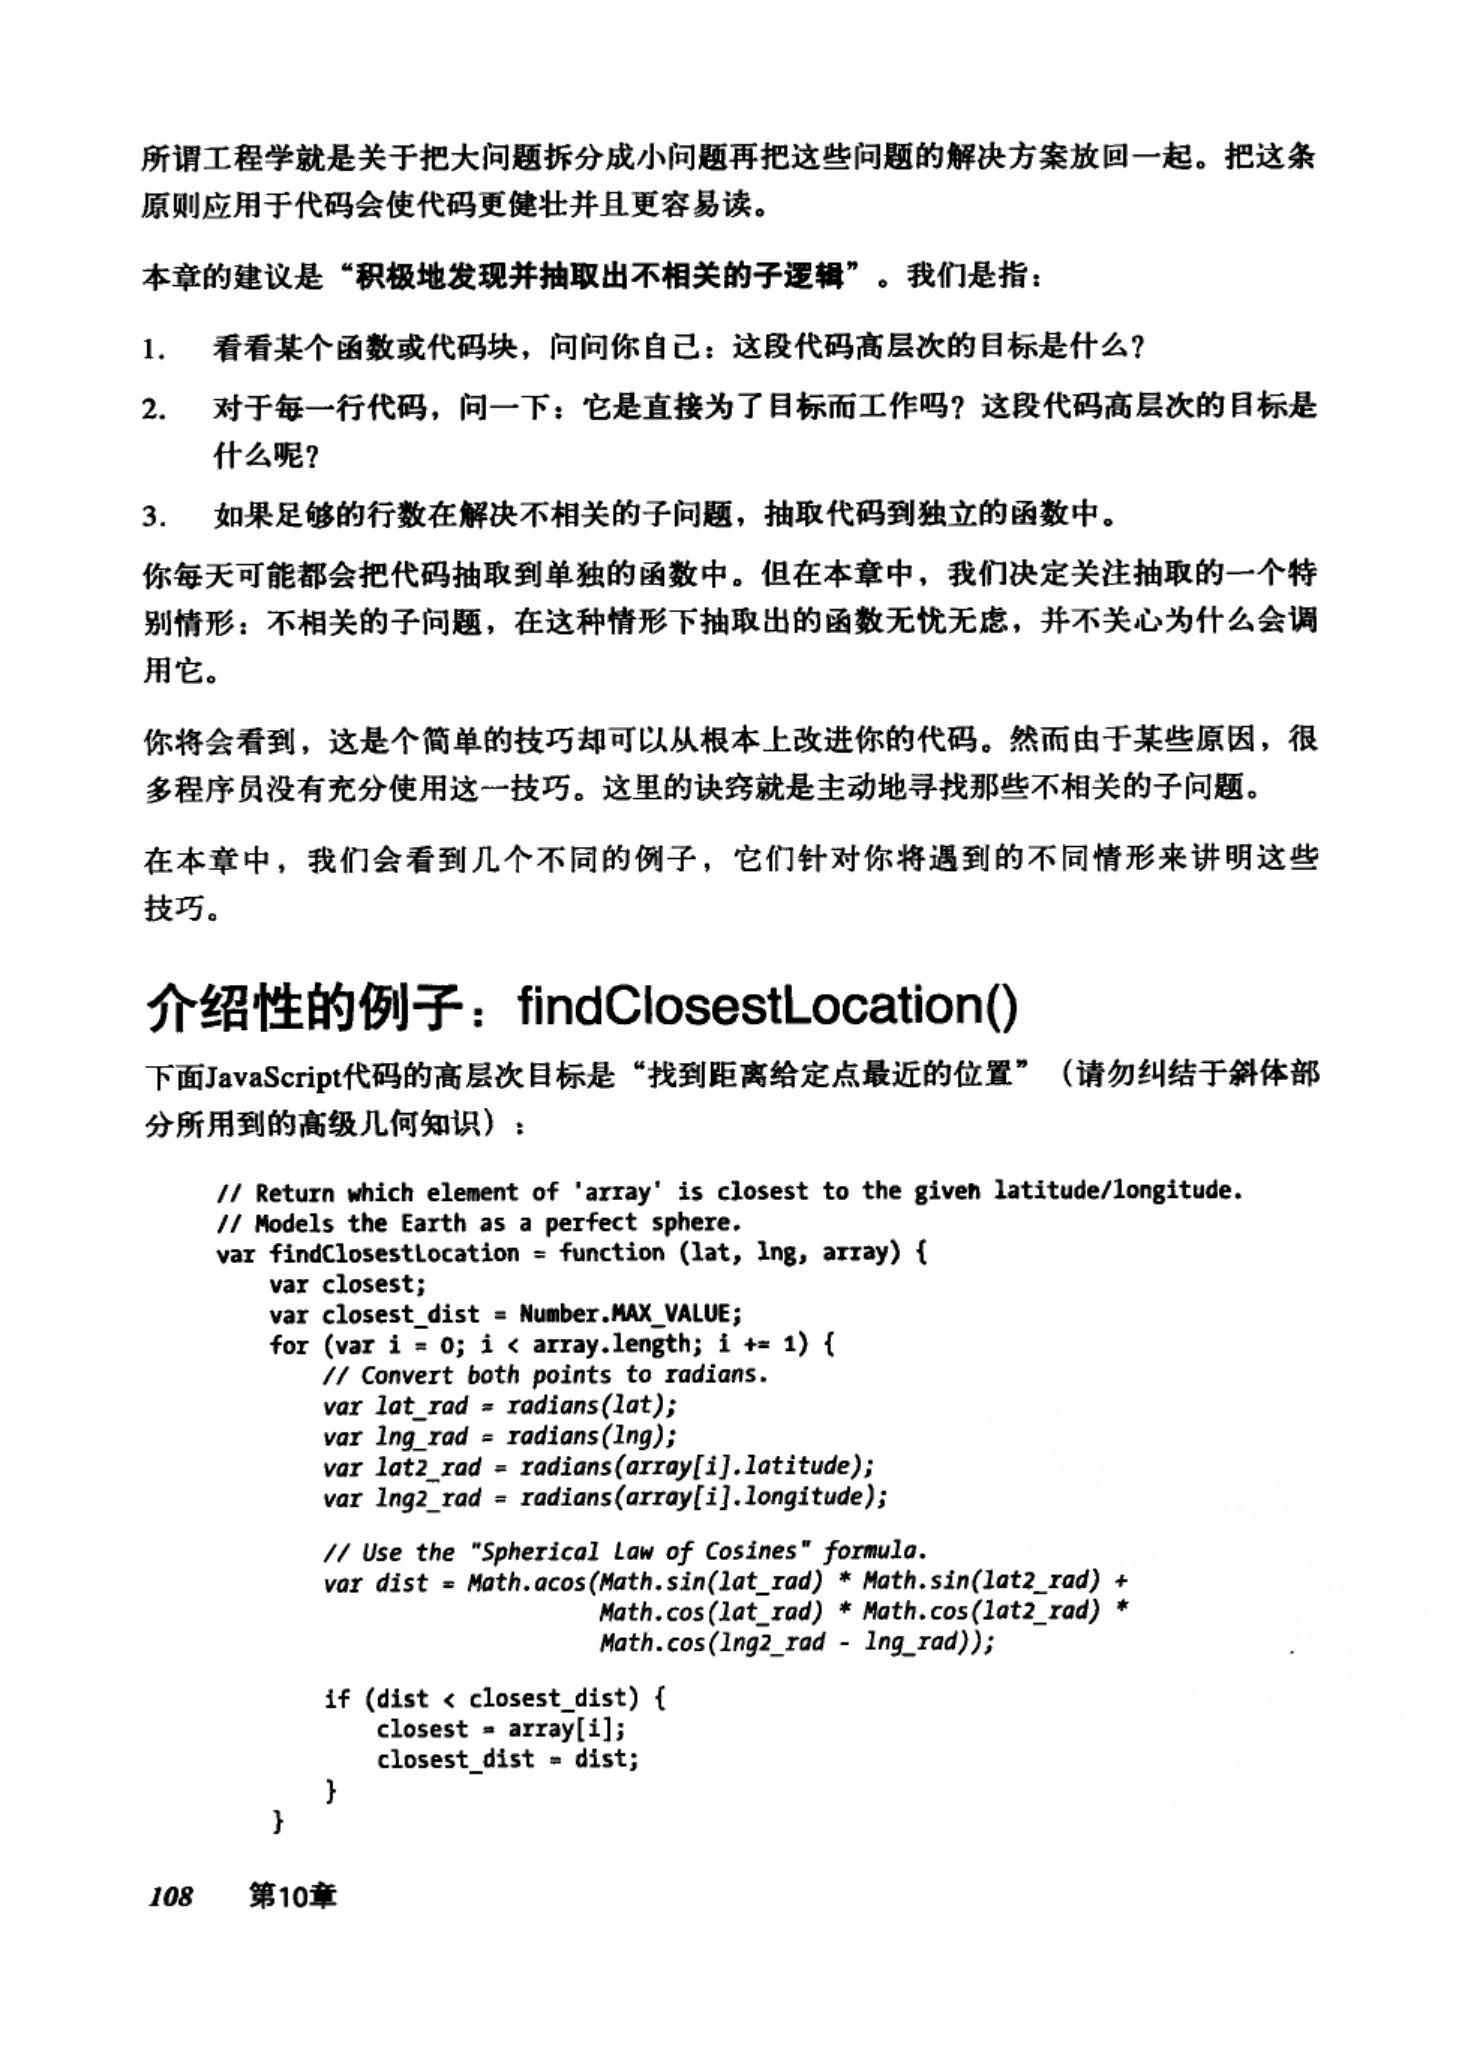 所谓工程学就是关于把大问题拆分成小问题再把这些问题的解决方案放回一起。把这条
原则应用于代码会使代码更健壮并且更容易读。
本章的建议是“积极地发现并抽取出不相关的子逻辑”。我们是指：
1. 看看某个函数或代码块，问问你自己：这段代码高层次的目标是什么？
2. 对于每一行代码，问一下：它是直接为了目标而工作吗？这段代码高层次的目标是
什么呢？
3. 如果足够的行数在解决不相关的子问题，抽取代码到独立的函数中。
你每天可能都会把代码抽取到单独的函数中。但在本章中，我们决定关注抽取的一个特
别情形：不相关的子问题，在这种情形下抽取出的函数无忧无虑，并不关心为什么会调
用它。
你将会看到，这是个简单的技巧却可以从根本上改进你的代码。然而由于某些原因，很
多程序员没有充分使用这一技巧。这里的诀窍就是主动地寻找那些不相关的子问题。
在本章中，我们会看到几个不同的例子，它们针对你将遇到的不同情形来讲明这些
技巧。
介绍性的例子：findClosestLocation()
下面JavaScript代码的高层次目标是“找到距离给定点最近的位置”（请勿纠结于斜体部
分所用到的高级几何知识）：
// Return which element of 'array' is closest to the given latitude/longitude.
// Models the Earth as a perfect sphere.
var findClosestLocation = function (lat, lng, array) {
    var closest;
    var closest_dist = Number.MAX_VALUE;
    for (var i = 0; i < array.length; i += 1) {
        // Convert both points to radians.
        var lat_rad = radians(lat);
        var lng_rad = radians(lng);
        var lat2_rad = radians(array[i].latitude);
        var lng2_rad = radians(array[i].longitude);
        // Use the "Spherical Law of Cosines" formula.
        var dist = Math.acos(Math.sin(lat_rad) * Math.sin(lat2_rad) +
                             Math.cos(lat_rad) * Math.cos(lat2_rad) *
                             Math.cos(lng2_rad - lng_rad));
        if (dist < closest_dist) {
            closest = array[i];
            closest_dist = dist;
        }
    }
108 第10章